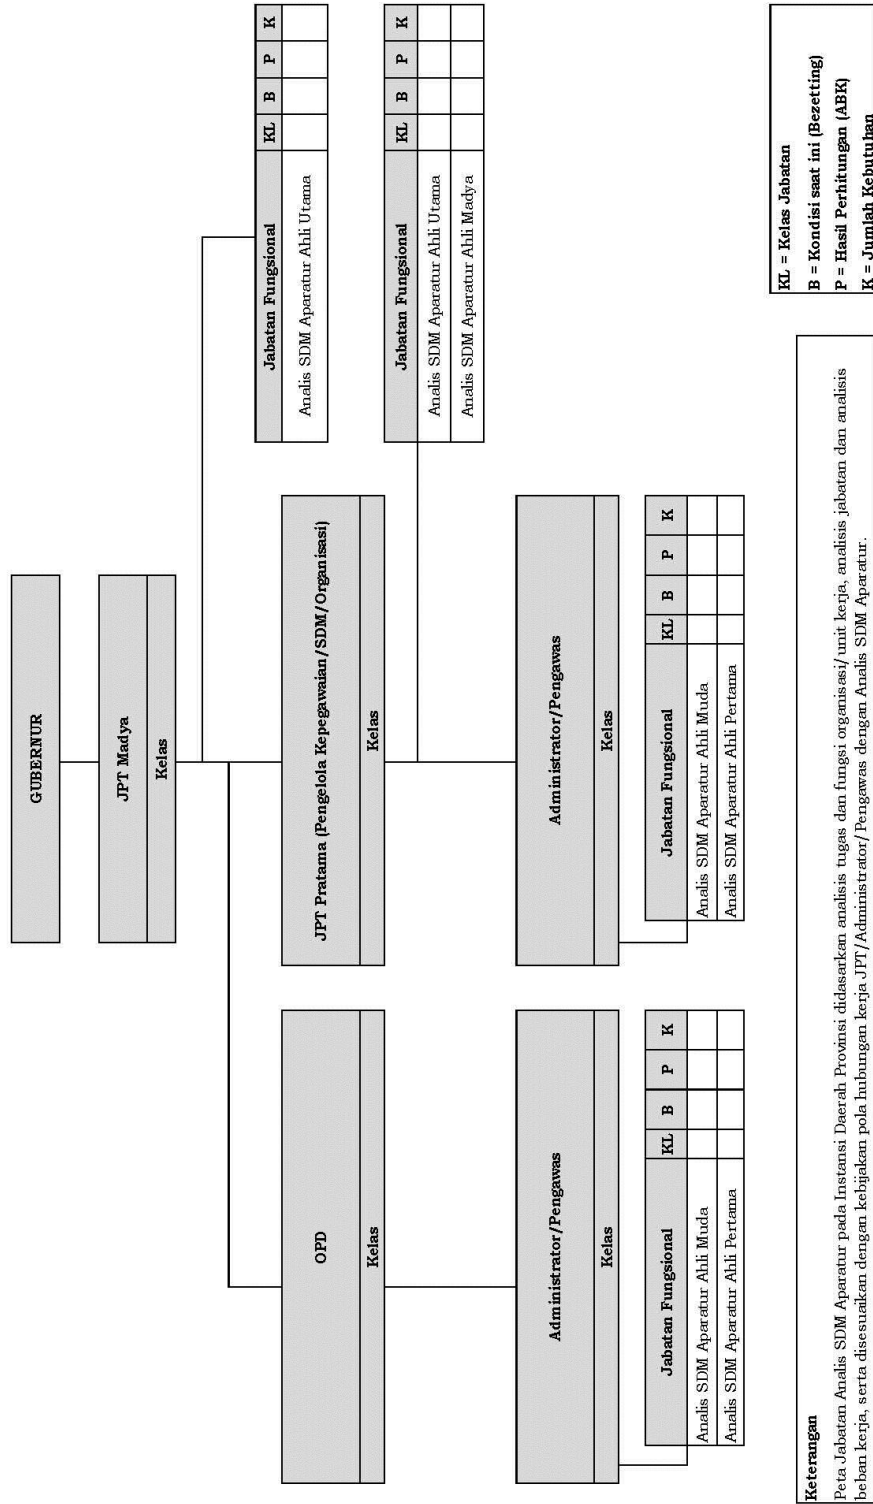 GUBERNUR
JPT Madya
Kelas
Jabatan Fungsional KL B P K
Analis SDM Aparatur Ahli Utama
OPD
Kelas
JPT Pratama (Pengelola Kepegawaian/SDM/Organisasi)
Kelas
Jabatan Fungsional KL B P K
Analis SDM Aparatur Ahli Utama
Analis SDM Aparatur Ahli Madya
Administrator/Pengawas
Kelas
Administrator/Pengawas
Kelas
Jabatan Fungsional KL B P K
Analis SDM Aparatur Ahli Muda
Analis SDM Aparatur Ahli Pertama
Jabatan Fungsional KL B P K
Analis SDM Aparatur Ahli Muda
Analis SDM Aparatur Ahli Pertama
KL = Kelas Jabatan
B = Kondisi saat ini (Bezetting)
P = Hasil Perhitungan (ABK)
K = Jumlah Kebutuhan
Keterangan
Peta Jabatan Analis SDM Aparatur pada Instansi Daerah Provinsi didasarkan analisis tugas dan fungsi organisasi/unit kerja, analisis jabatan dan analisis
beban kerja, serta disesuaikan dengan kebijakan pola hubungan kerja JPT/Administrator/Pengawas dengan Analis SDM Aparatur.